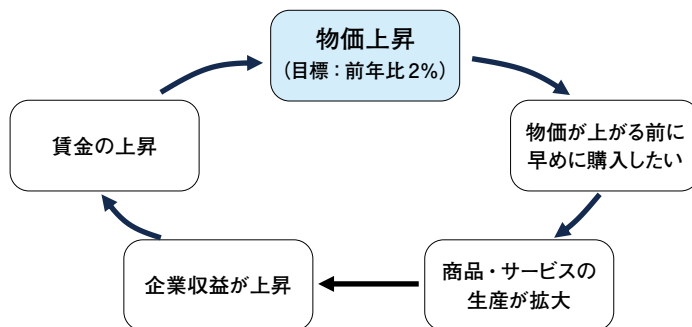 物価上昇
（目標：前年比2%）
物価が上がる前に
早めに購入したい
商品・サービスの
生産が拡大
企業収益が上昇
賃金の上昇